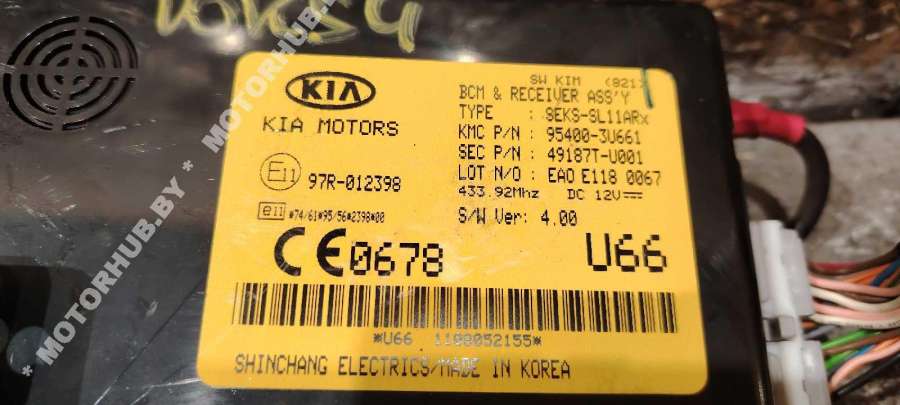 SW KIM (821)
KIA
BCM & RECEIVER ASS'Y
TYPE : SEKS-SL11ARx
KIA MOTORS
KMC P/N : 95400-3U661
SEC P/N : 49187T-U001
E11 97R-012398
LOT N/O : EAO E118 0067
433.92Mhz DC 12V
e11 *74/61*95/56*2398*00
S/W Ver: 4.00
CE0678
U66
*U66 1180052155*
SHINCHANG ELECTRICS/MADE IN KOREA
* MOTORHUB.BY * MOTORHUB